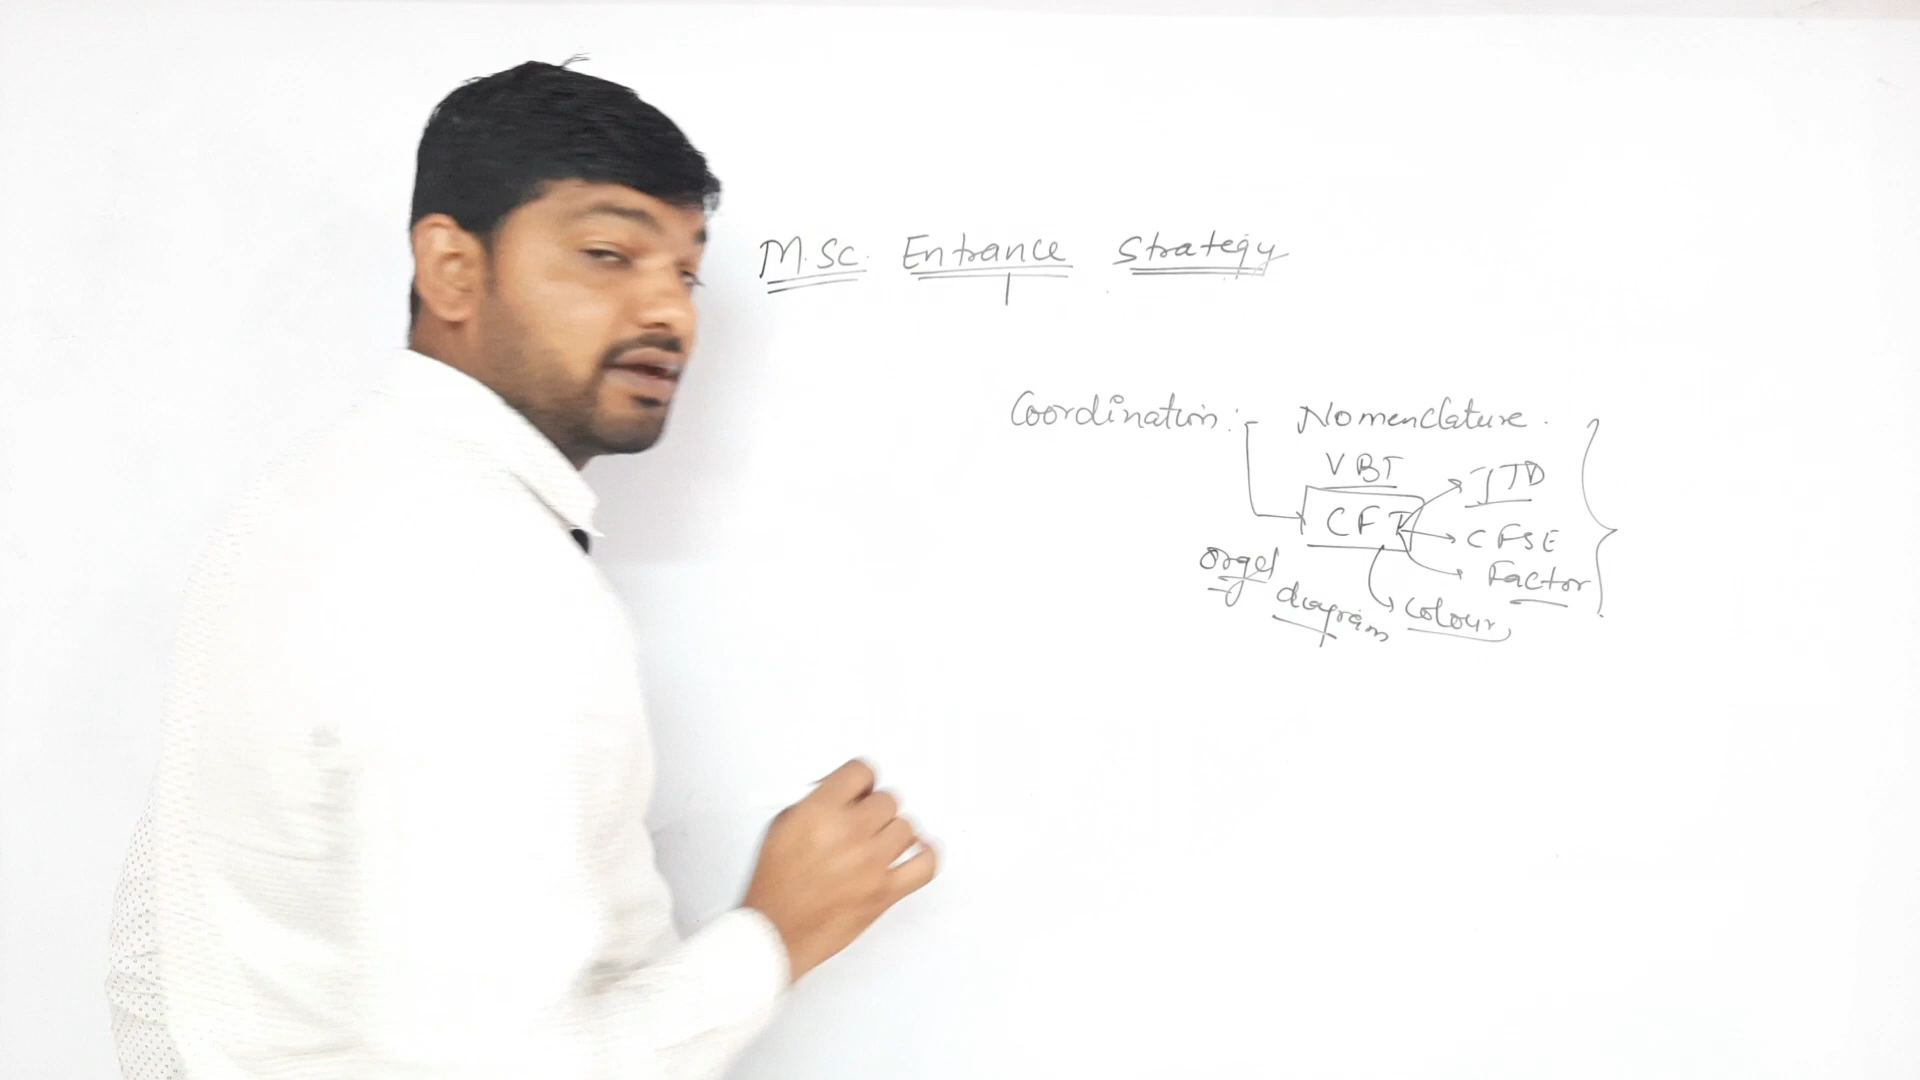 M.Sc. Entrance Strategy
Coordination :- Nomenclature.
VBT
JTD
CFT
CFSE
Factor
Orgel diagram
Colour